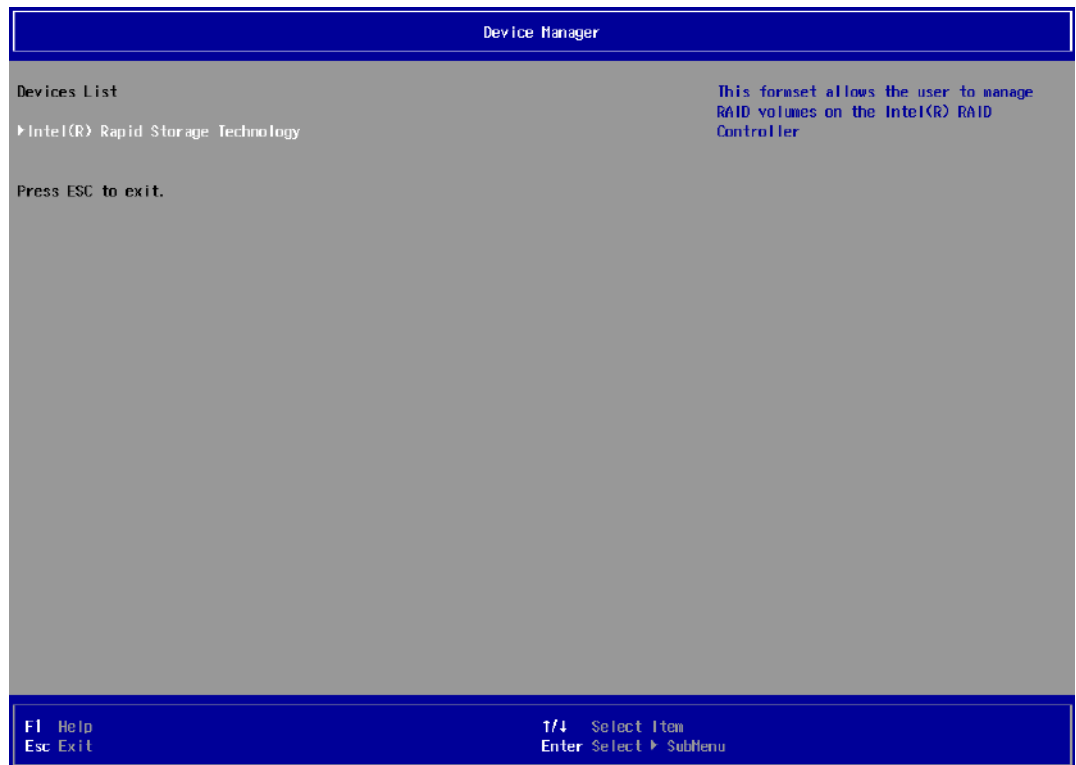 Device Manager
Devices List
▶Intel(R) Rapid Storage Technology
Press ESC to exit.
This formset allows the user to manage
RAID volumes on the Intel(R) RAID
Controller
F1 Help
Esc Exit
↑/↓ Select Item
Enter Select ▶ SubMenu